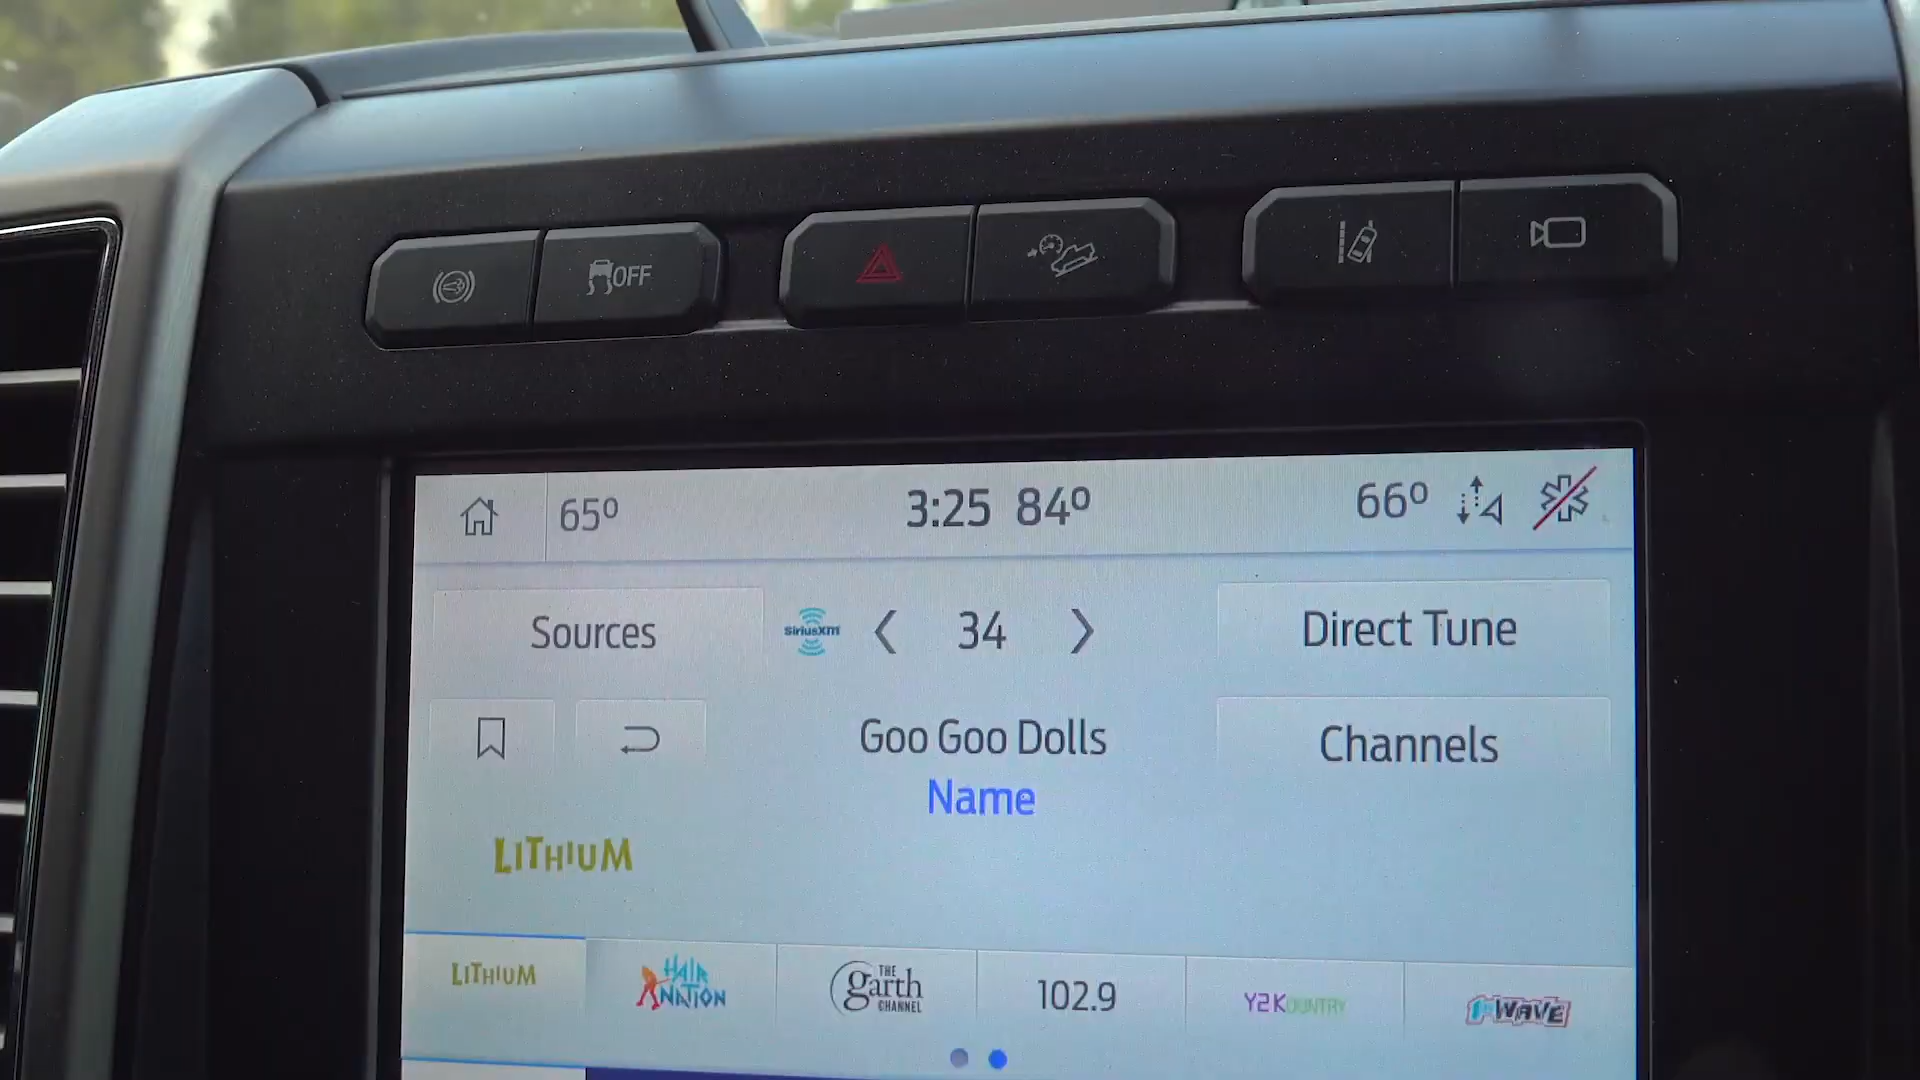 OFF
65° 3:25 84° 66°
Sources SiriusXM 34 Direct Tune
Goo Goo Dolls Channels
Name
LiTHiUM
LiTHiUM HAIR NATION THE garth CHANNEL 102.9 Y2KOUNTRY 1st WAVE